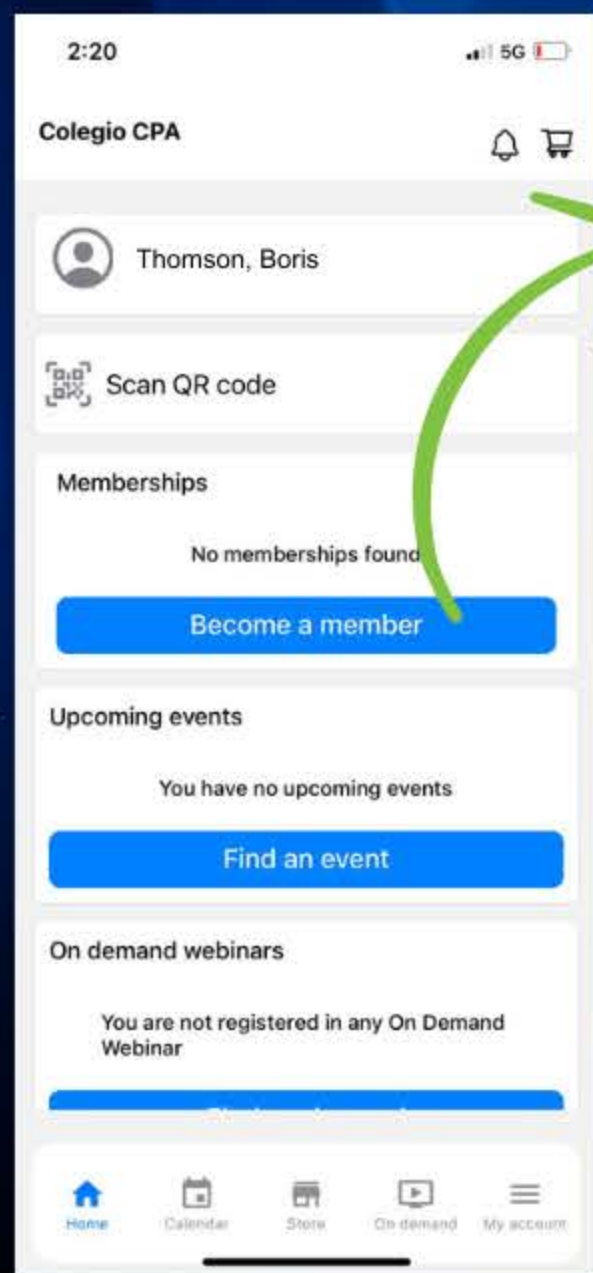 2:20
5G
Colegio CPA
Thomson, Boris
Scan QR code
Memberships
No memberships found
Become a member
Upcoming events
You have no upcoming events
Find an event
On demand webinars
You are not registered in any On Demand
Webinar
Home
Calendar
Store
On demand
My account